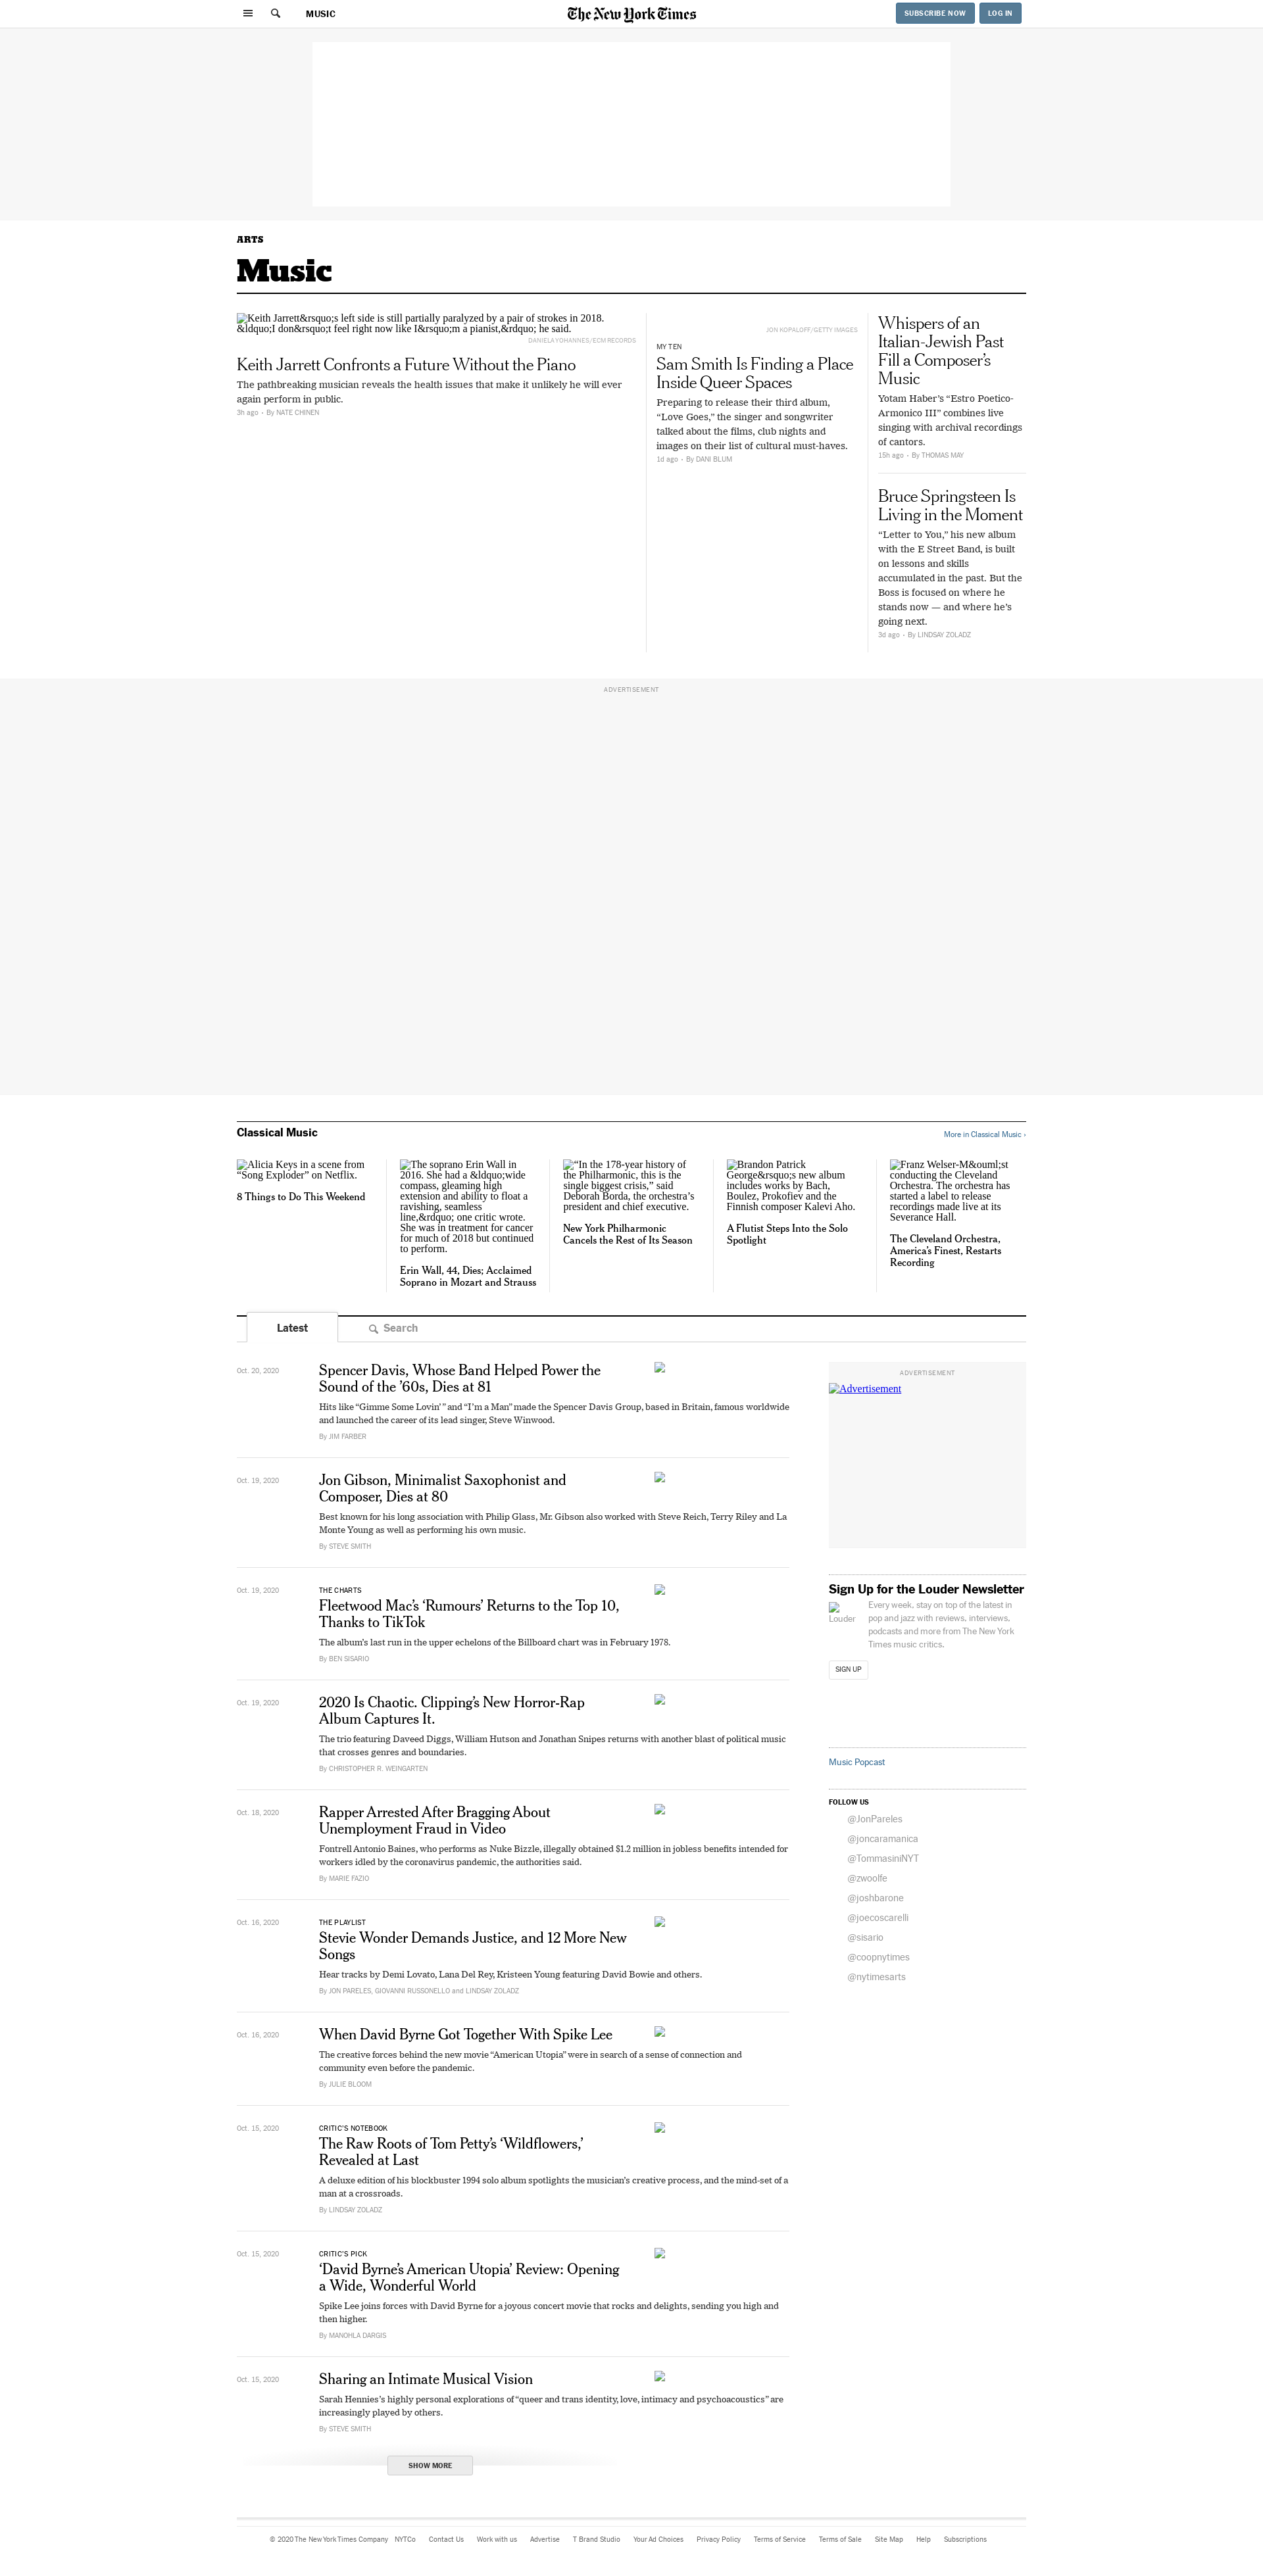 MUSIC
The New York Times
SUBSCRIBE NOW
LOG IN
ARTS
Music
Keith Jarrett&rsquo;s left side is still partially paralyzed by a pair of strokes in 2018.
&ldquo;I don&rsquo;t feel right now like I&rsquo;m a pianist,&rdquo; he said.
DANIELA YOHANNES/ECM RECORDS
Keith Jarrett Confronts a Future Without the Piano
The pathbreaking musician reveals the health issues that make it unlikely he will ever
again perform in public.
3h ago • By NATE CHINEN
JON KOPALOFF/GETTY IMAGES
MY TEN
Sam Smith Is Finding a Place
Inside Queer Spaces
Preparing to release their third album,
“Love Goes,” the singer and songwriter
talked about the films, club nights and
images on their list of cultural must-haves.
1d ago • By DANI BLUM
Whispers of an
Italian-Jewish Past
Fill a Composer’s
Music
Yotam Haber’s “Estro Poetico-
Armonico III” combines live
singing with archival recordings
of cantors.
15h ago • By THOMAS MAY
Bruce Springsteen Is
Living in the Moment
“Letter to You,” his new album
with the E Street Band, is built
on lessons and skills
accumulated in the past. But the
Boss is focused on where he
stands now — and where he’s
going next.
3d ago • By LINDSAY ZOLADZ
ADVERTISEMENT
Classical Music
More in Classical Music ›
Alicia Keys in a scene from
“Song Exploder” on Netflix.
8 Things to Do This Weekend
The soprano Erin Wall in
2016. She had a &ldquo;wide
compass, gleaming high
extension and ability to float a
ravishing, seamless
line,&rdquo; one critic wrote.
She was in treatment for cancer
for much of 2018 but continued
to perform.
Erin Wall, 44, Dies; Acclaimed
Soprano in Mozart and Strauss
“In the 178-year history of
the Philharmonic, this is the
single biggest crisis,” said
Deborah Borda, the orchestra’s
president and chief executive.
New York Philharmonic
Cancels the Rest of Its Season
Brandon Patrick
George&rsquo;s new album
includes works by Bach,
Boulez, Prokofiev and the
Finnish composer Kalevi Aho.
A Flutist Steps Into the Solo
Spotlight
Franz Welser-M&ouml;st
conducting the Cleveland
Orchestra. The orchestra has
started a label to release
recordings made live at its
Severance Hall.
The Cleveland Orchestra,
America’s Finest, Restarts
Recording
Latest
Search
Oct. 20, 2020
Spencer Davis, Whose Band Helped Power the
Sound of the ’60s, Dies at 81
Hits like “Gimme Some Lovin’ ” and “I’m a Man” made the Spencer Davis Group, based in Britain, famous worldwide
and launched the career of its lead singer, Steve Winwood.
By JIM FARBER
Oct. 19, 2020
Jon Gibson, Minimalist Saxophonist and
Composer, Dies at 80
Best known for his long association with Philip Glass, Mr. Gibson also worked with Steve Reich, Terry Riley and La
Monte Young as well as performing his own music.
By STEVE SMITH
Oct. 19, 2020
THE CHARTS
Fleetwood Mac’s ‘Rumours’ Returns to the Top 10,
Thanks to TikTok
The album’s last run in the upper echelons of the Billboard chart was in February 1978.
By BEN SISARIO
Oct. 19, 2020
2020 Is Chaotic. Clipping’s New Horror-Rap
Album Captures It.
The trio featuring Daveed Diggs, William Hutson and Jonathan Snipes returns with another blast of political music
that crosses genres and boundaries.
By CHRISTOPHER R. WEINGARTEN
Oct. 18, 2020
Rapper Arrested After Bragging About
Unemployment Fraud in Video
Fontrell Antonio Baines, who performs as Nuke Bizzle, illegally obtained $1.2 million in jobless benefits intended for
workers idled by the coronavirus pandemic, the authorities said.
By MARIE FAZIO
Oct. 16, 2020
THE PLAYLIST
Stevie Wonder Demands Justice, and 12 More New
Songs
Hear tracks by Demi Lovato, Lana Del Rey, Kristeen Young featuring David Bowie and others.
By JON PARELES, GIOVANNI RUSSONELLO and LINDSAY ZOLADZ
Oct. 16, 2020
When David Byrne Got Together With Spike Lee
The creative forces behind the new movie “American Utopia” were in search of a sense of connection and
community even before the pandemic.
By JULIE BLOOM
Oct. 15, 2020
CRITIC’S NOTEBOOK
The Raw Roots of Tom Petty’s ‘Wildflowers,’
Revealed at Last
A deluxe edition of his blockbuster 1994 solo album spotlights the musician’s creative process, and the mind-set of a
man at a crossroads.
By LINDSAY ZOLADZ
Oct. 15, 2020
CRITIC’S PICK
‘David Byrne’s American Utopia’ Review: Opening
a Wide, Wonderful World
Spike Lee joins forces with David Byrne for a joyous concert movie that rocks and delights, sending you high and
then higher.
By MANOHLA DARGIS
Oct. 15, 2020
Sharing an Intimate Musical Vision
Sarah Hennies’s highly personal explorations of “queer and trans identity, love, intimacy and psychoacoustics” are
increasingly played by others.
By STEVE SMITH
SHOW MORE
ADVERTISEMENT
Advertisement
Sign Up for the Louder Newsletter
Louder
Every week, stay on top of the latest in
pop and jazz with reviews, interviews,
podcasts and more from The New York
Times music critics.
SIGN UP
Music Popcast
FOLLOW US
@JonPareles
@joncaramanica
@TommasiniNYT
@zwoolfe
@joshbarone
@joecoscarelli
@sisario
@coopnytimes
@nytimesarts
© 2020 The New York Times Company NYTCo Contact Us Work with us Advertise T Brand Studio Your Ad Choices Privacy Policy Terms of Service Terms of Sale Site Map Help Subscriptions